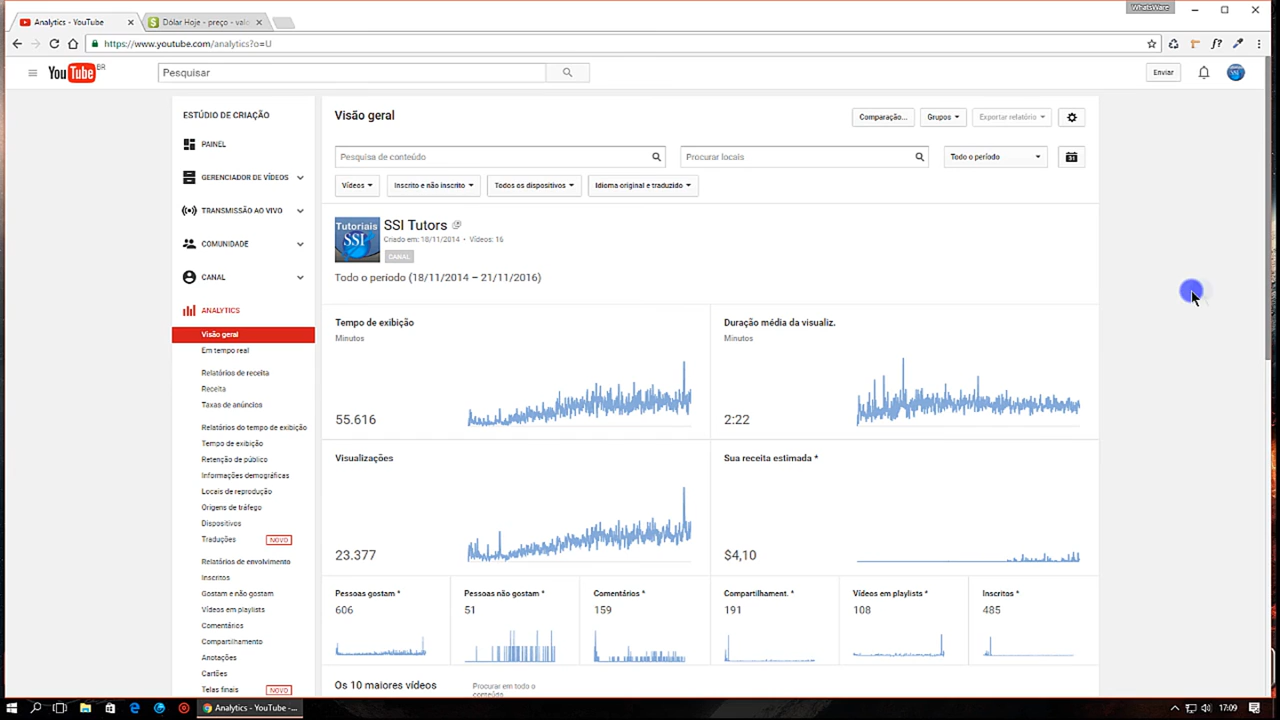 WhatsWare
Analytics - YouTube
Dólar Hoje - preço - valo
https://www.youtube.com/analytics?o=U
YouTube BR
Pesquisar
Enviar
ESTÚDIO DE CRIAÇÃO
PAINEL
GERENCIADOR DE VÍDEOS
TRANSMISSÃO AO VIVO
COMUNIDADE
CANAL
ANALYTICS
Visão geral
Em tempo real
Relatórios de receita
Receita
Taxas de anúncios
Relatórios do tempo de exibição
Tempo de exibição
Retenção de público
Informações demográficas
Locais de reprodução
Origens de tráfego
Dispositivos
Traduções NOVO
Relatórios de envolvimento
Inscritos
Gostam e não gostam
Vídeos em playlists
Comentários
Compartilhamento
Anotações
Cartões
Telas finais NOVO
Visão geral
Comparação... Grupos Exportar relatório
Pesquisa de conteúdo Procurar locais Todo o período 31
Vídeos Inscrito e não inscrito Todos os dispositivos Idioma original e traduzido
Tutoriais
SSI
SSI Tutors
Criado em: 18/11/2014 • Vídeos: 16
CANAL
Todo o período (18/11/2014 – 21/11/2016)
Tempo de exibição
Minutos
55.616
Duração média da visualiz.
Minutos
2:22
Visualizações
23.377
Sua receita estimada *
$4,10
Pessoas gostam *
606
Pessoas não gostam *
51
Comentários *
159
Compartilhament. *
191
Vídeos em playlists *
108
Inscritos *
485
Os 10 maiores vídeos
Procurar em todo o
conteúdo
Analytics - YouTube -...
17:09